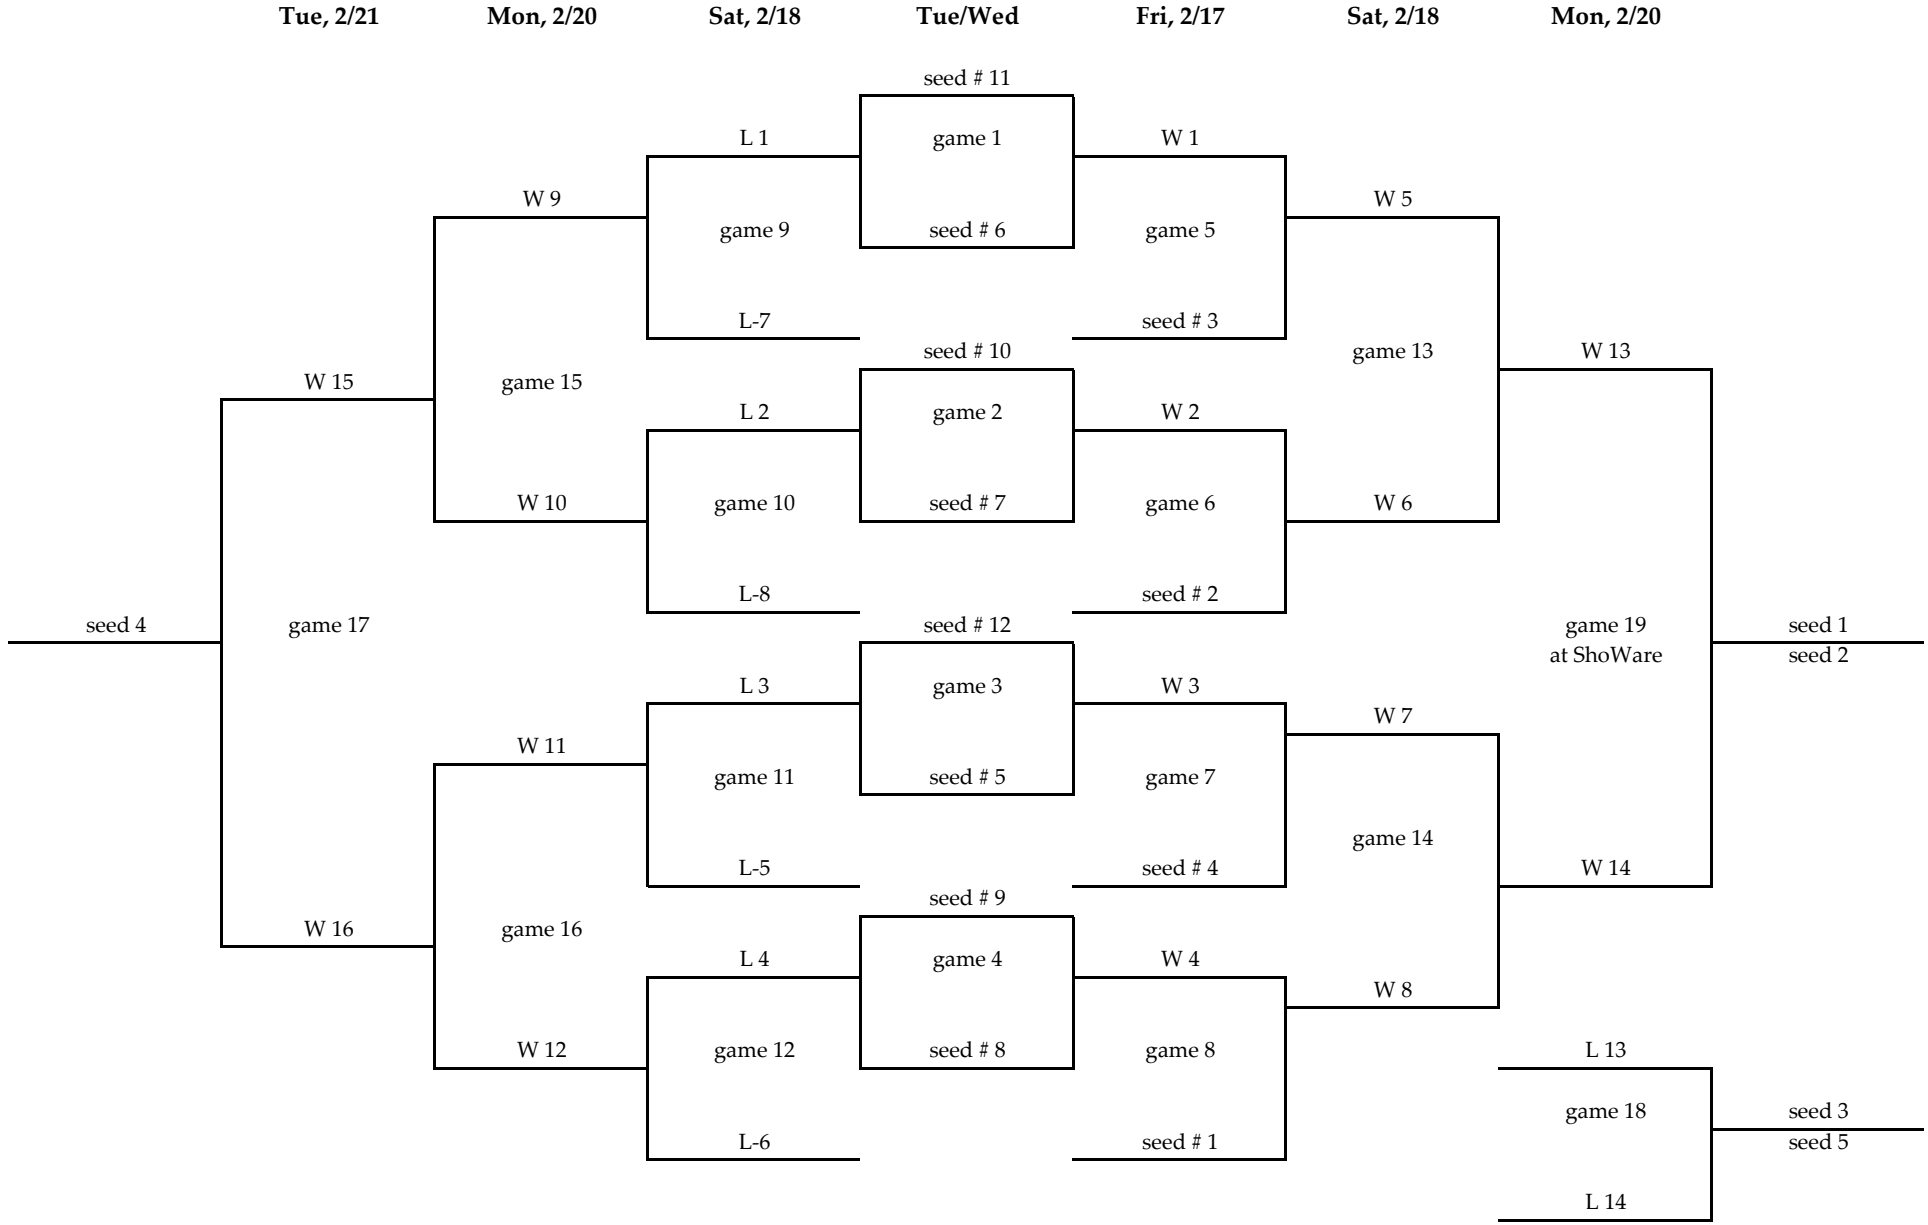 Tue, 2/21 Mon, 2/20 Sat, 2/18 Tue/Wed Fri, 2/17 Sat, 2/18 Mon, 2/20
seed # 11
L 1 game 1 W 1
W 9 W 5
game 9 seed # 6 game 5
L-7 seed # 3
seed # 10 game 13 W 13
W 15 game 15
L 2 game 2 W 2
W 10 game 10 seed # 7 game 6 W 6
L-8 seed # 2
seed 4 game 17 seed # 12 game 19 seed 1
at ShoWare seed 2
L 3 game 3 W 3
W 7
W 11
game 11 seed # 5 game 7
game 14
L-5 seed # 4 W 14
seed # 9
W 16 game 16
L 4 game 4 W 4
W 8
W 12 game 12 seed # 8 game 8 L 13
game 18 seed 3
L-6 seed # 1 seed 5
L 14